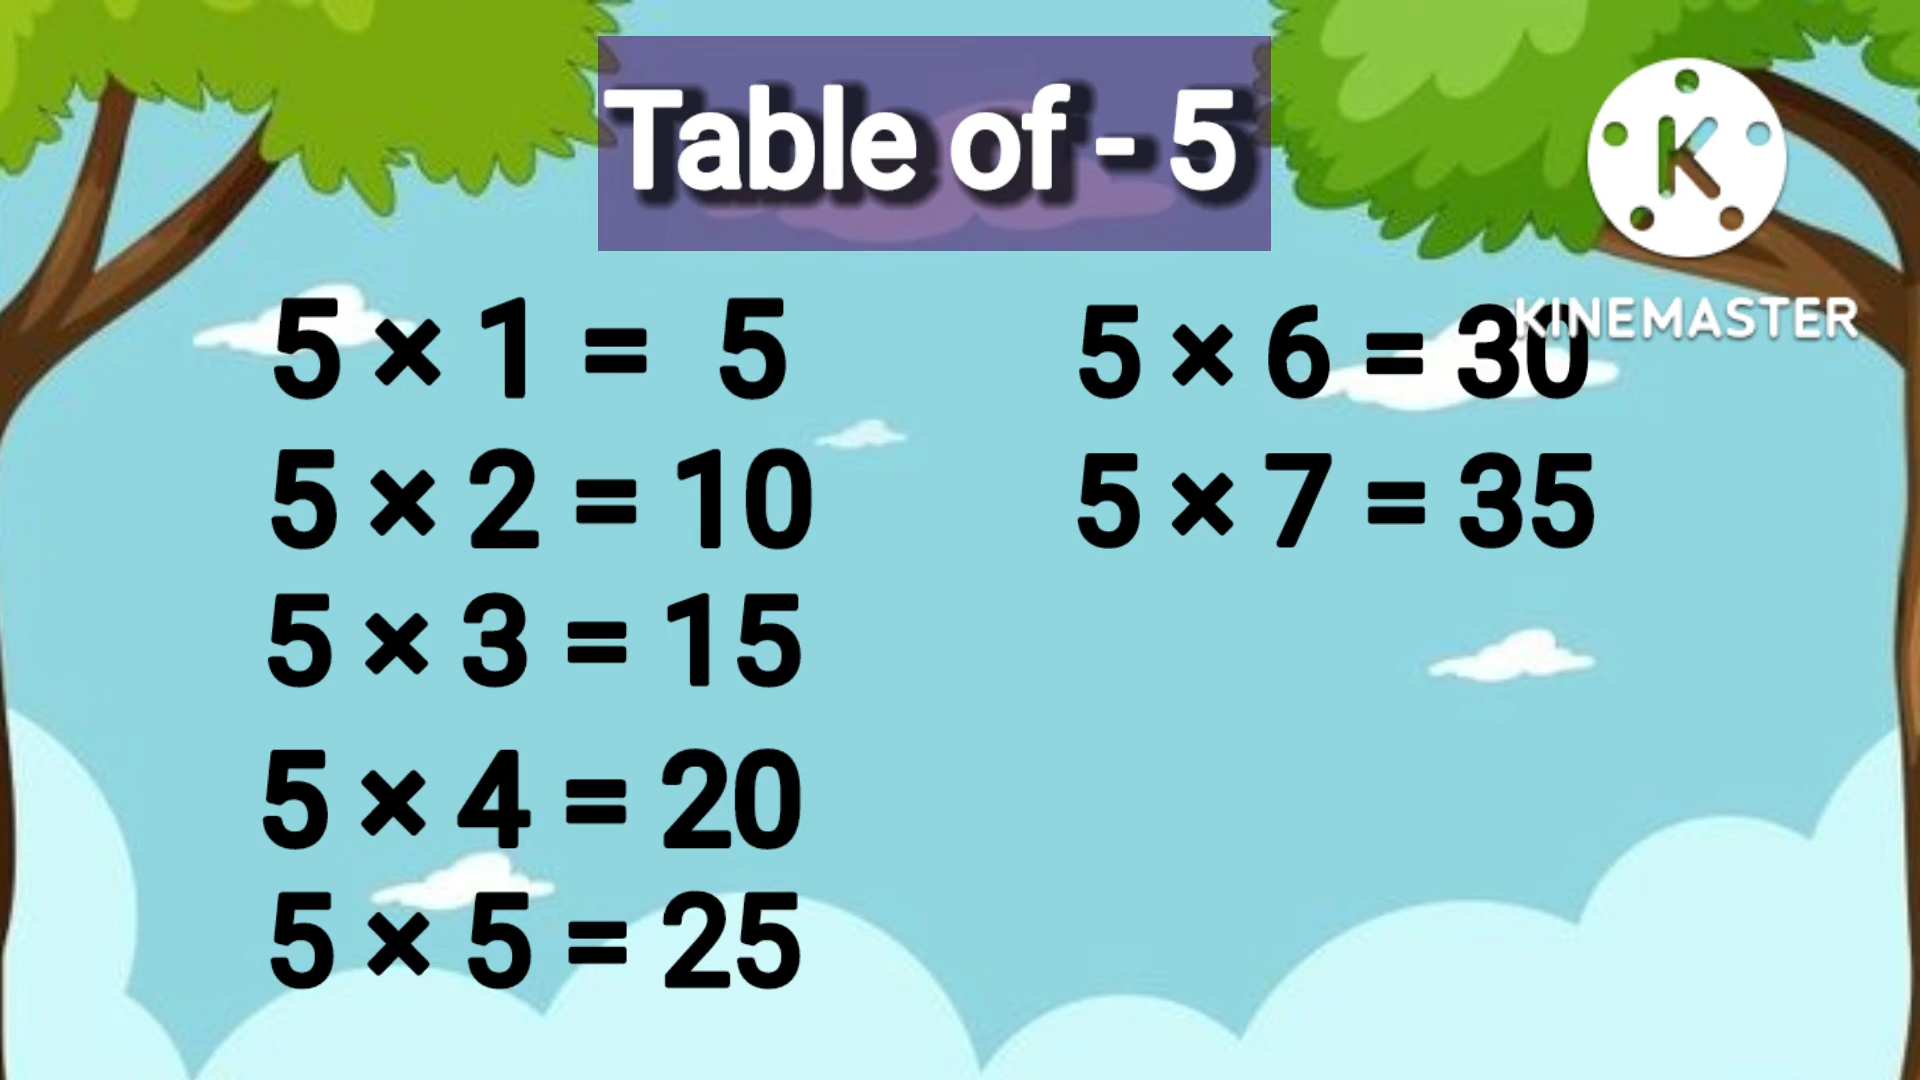 Table of - 5
5 × 1 = 5
5 × 2 = 10
5 × 3 = 15
5 × 4 = 20
5 × 5 = 25
5 × 6 = 30
5 × 7 = 35
K
KINEMASTER